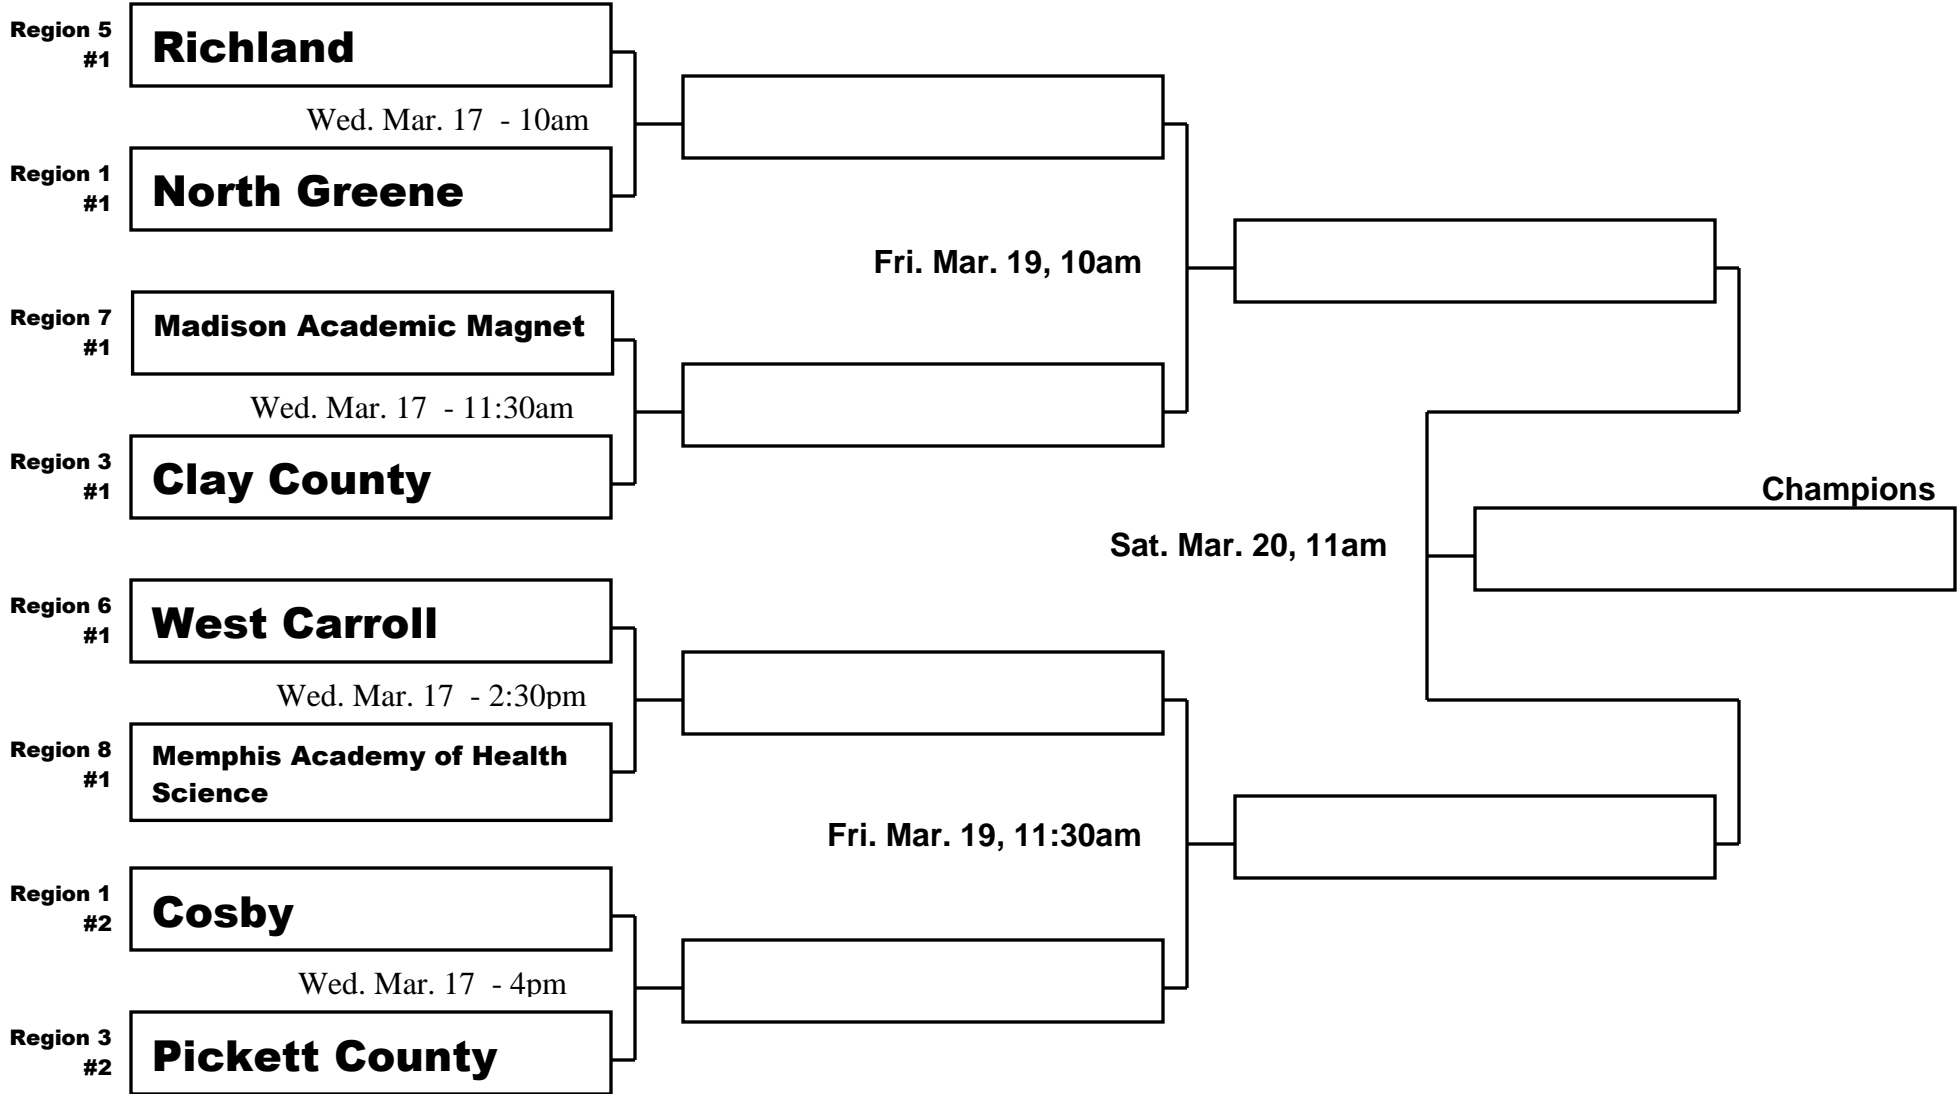 Region 5
#1
Richland
Wed. Mar. 17 - 10am
Region 1
#1
North Greene
Fri. Mar. 19, 10am
Region 7
#1
Madison Academic Magnet
Wed. Mar. 17 - 11:30am
Region 3
#1
Clay County
Champions
Sat. Mar. 20, 11am
Region 6
#1
West Carroll
Wed. Mar. 17 - 2:30pm
Region 8
#1
Memphis Academy of Health
Science
Fri. Mar. 19, 11:30am
Region 1
#2
Cosby
Wed. Mar. 17 - 4pm
Region 3
#2
Pickett County